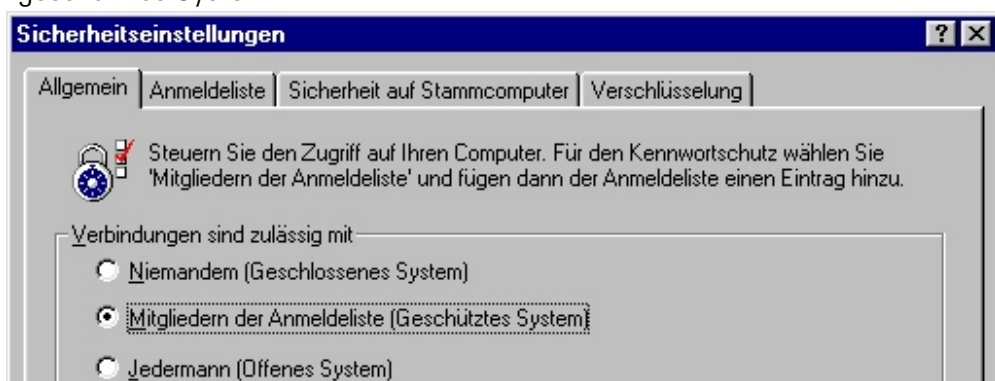 Sicherheitseinstellungen
Allgemein Anmeldeliste Sicherheit auf Stammcomputer Verschlüsselung
Steuern Sie den Zugriff auf Ihren Computer. Für den Kennwortschutz wählen Sie
'Mitgliedern der Anmeldeliste' und fügen dann der Anmeldeliste einen Eintrag hinzu.
Verbindungen sind zulässig mit
Niemandem (Geschlossenes System)
Mitgliedern der Anmeldeliste (Geschütztes System)
Jedermann (Offenes System)